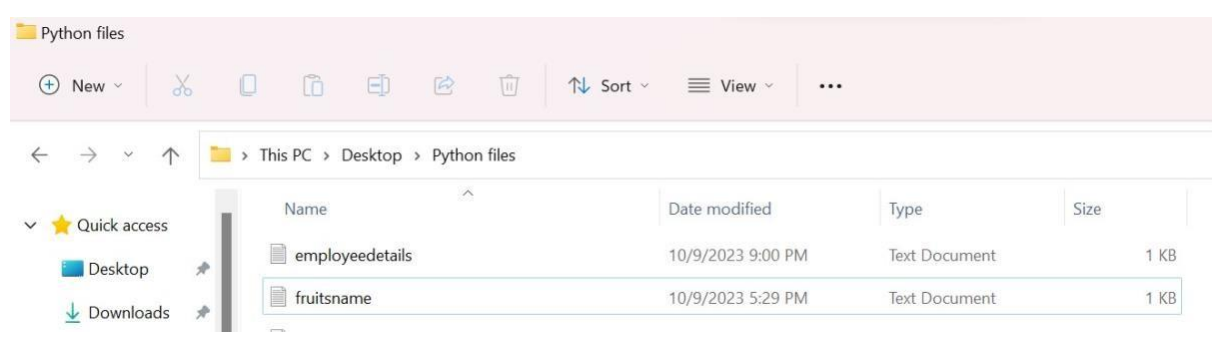 Python files
New Sort View
This PC > Desktop > Python files
Name Date modified Type Size
Quick access
employeedetails 10/9/2023 9:00 PM Text Document 1 KB
Desktop
fruitsname 10/9/2023 5:29 PM Text Document 1 KB
Downloads